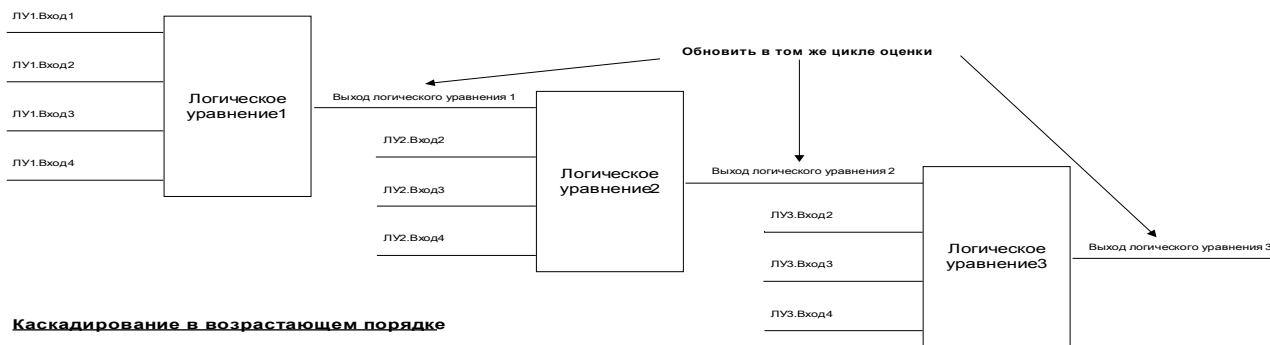 ЛУ1.Вход1
ЛУ1.Вход2
ЛУ1.Вход3
ЛУ1.Вход4
Логическое
уравнение1
Обновить в том же цикле оценки
Выход логического уравнения 1
ЛУ2.Вход2
ЛУ2.Вход3
ЛУ2.Вход4
Логическое
уравнение2
Выход логического уравнения 2
ЛУ3.Вход2
ЛУ3.Вход3
ЛУ3.Вход4
Логическое
уравнение3
Выход логического уравнения 3
Каскадирование в возрастающем порядке